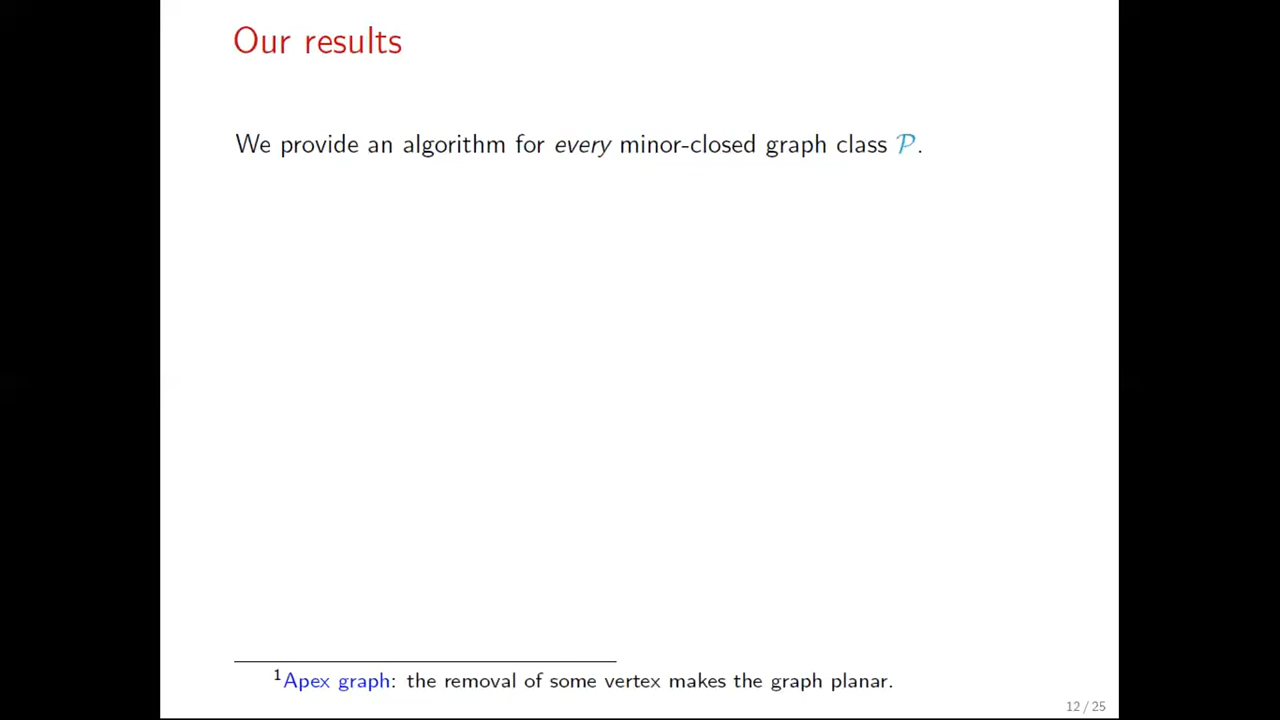 Our results
We provide an algorithm for every minor-closed graph class 𝒫.
¹Apex graph: the removal of some vertex makes the graph planar.
12 / 25